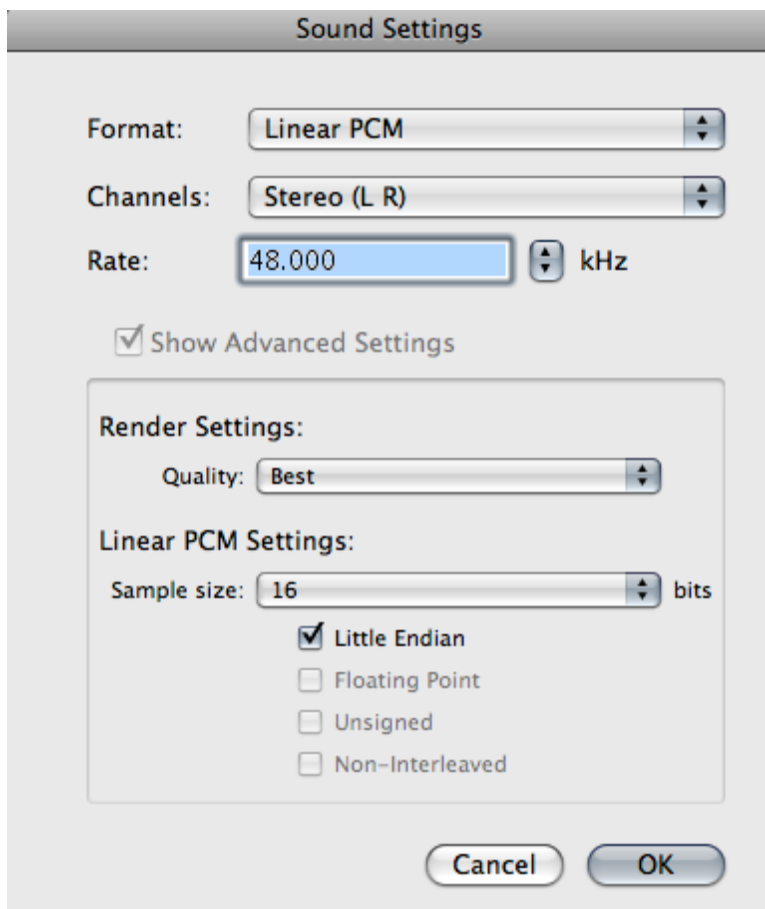 Sound Settings
Format: Linear PCM
Channels: Stereo (L R)
Rate: 48.000 kHz
Show Advanced Settings
Render Settings:
Quality: Best
Linear PCM Settings:
Sample size: 16 bits
Little Endian
Floating Point
Unsigned
Non-Interleaved
Cancel OK